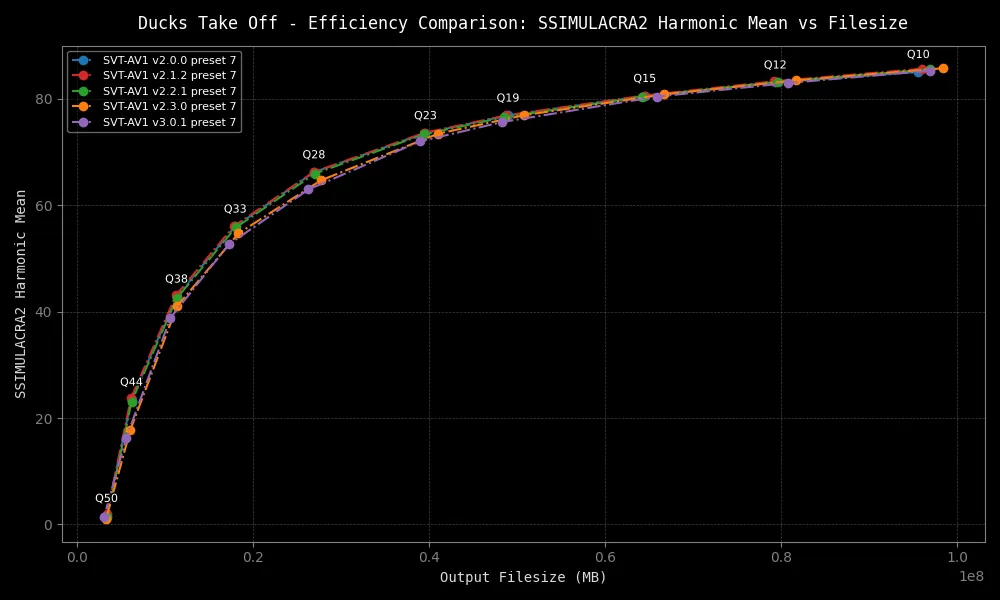 Ducks Take Off - Efficiency Comparison: SSIMULACRA2 Harmonic Mean vs Filesize
SVT-AV1 v2.0.0 preset 7
SVT-AV1 v2.1.2 preset 7
SVT-AV1 v2.2.1 preset 7
SVT-AV1 v2.3.0 preset 7
SVT-AV1 v3.0.1 preset 7
Q10
Q12
Q15
Q19
Q23
Q28
Q33
Q38
Q44
Q50
SSIMULACRA2 Harmonic Mean
80
60
40
20
0
0.0 0.2 0.4 0.6 0.8 1.0
1e8
Output Filesize (MB)